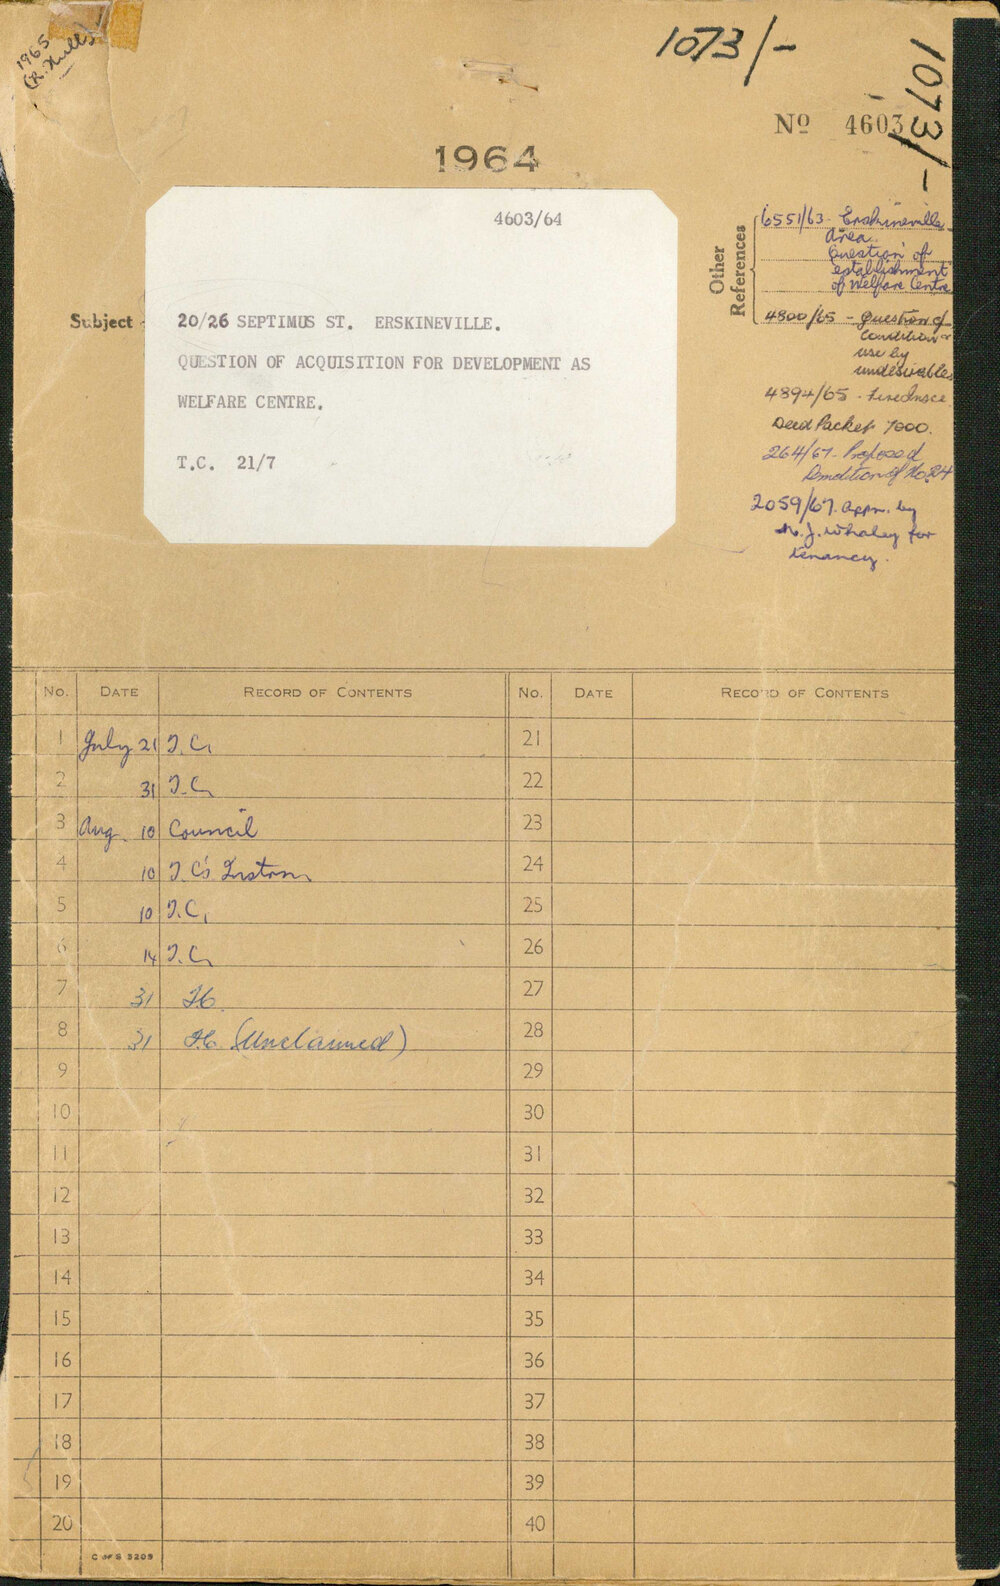 1965
1073/-
1073/-
Nº 4603
1964
4603/64
Subject
20/26 SEPTIMUS ST. ERSKINEVILLE.
QUESTION OF ACQUISITION FOR DEVELOPMENT AS
WELFARE CENTRE.
T.C. 21/7
Other References
6551/63 - Erskineville
Area
Question of
establishment
of Welfare Centre
4800/65 - Question of
Condition &
use by
undesirables
4894/65 -
Deed Packet 7000.
264/67 - Proposed
Demolition of No. 24
2059/67. Appn. by
N. J. Whaley for
tenancy.
No. DATE RECORD OF CONTENTS No. DATE RECORD OF CONTENTS
1 July 21 T.C. 21
2 31 T.C. 22
3 Aug. 10 Council 23
4 10 T.C's 24
5 10 T.C. 25
6 14 T.C. 26
7 31 27
8 31 (Unclaimed) 28
9 29
10 30
11 31
12 32
13 33
14 34
15 35
16 36
17 37
18 38
19 39
20 40
C OF S 5205